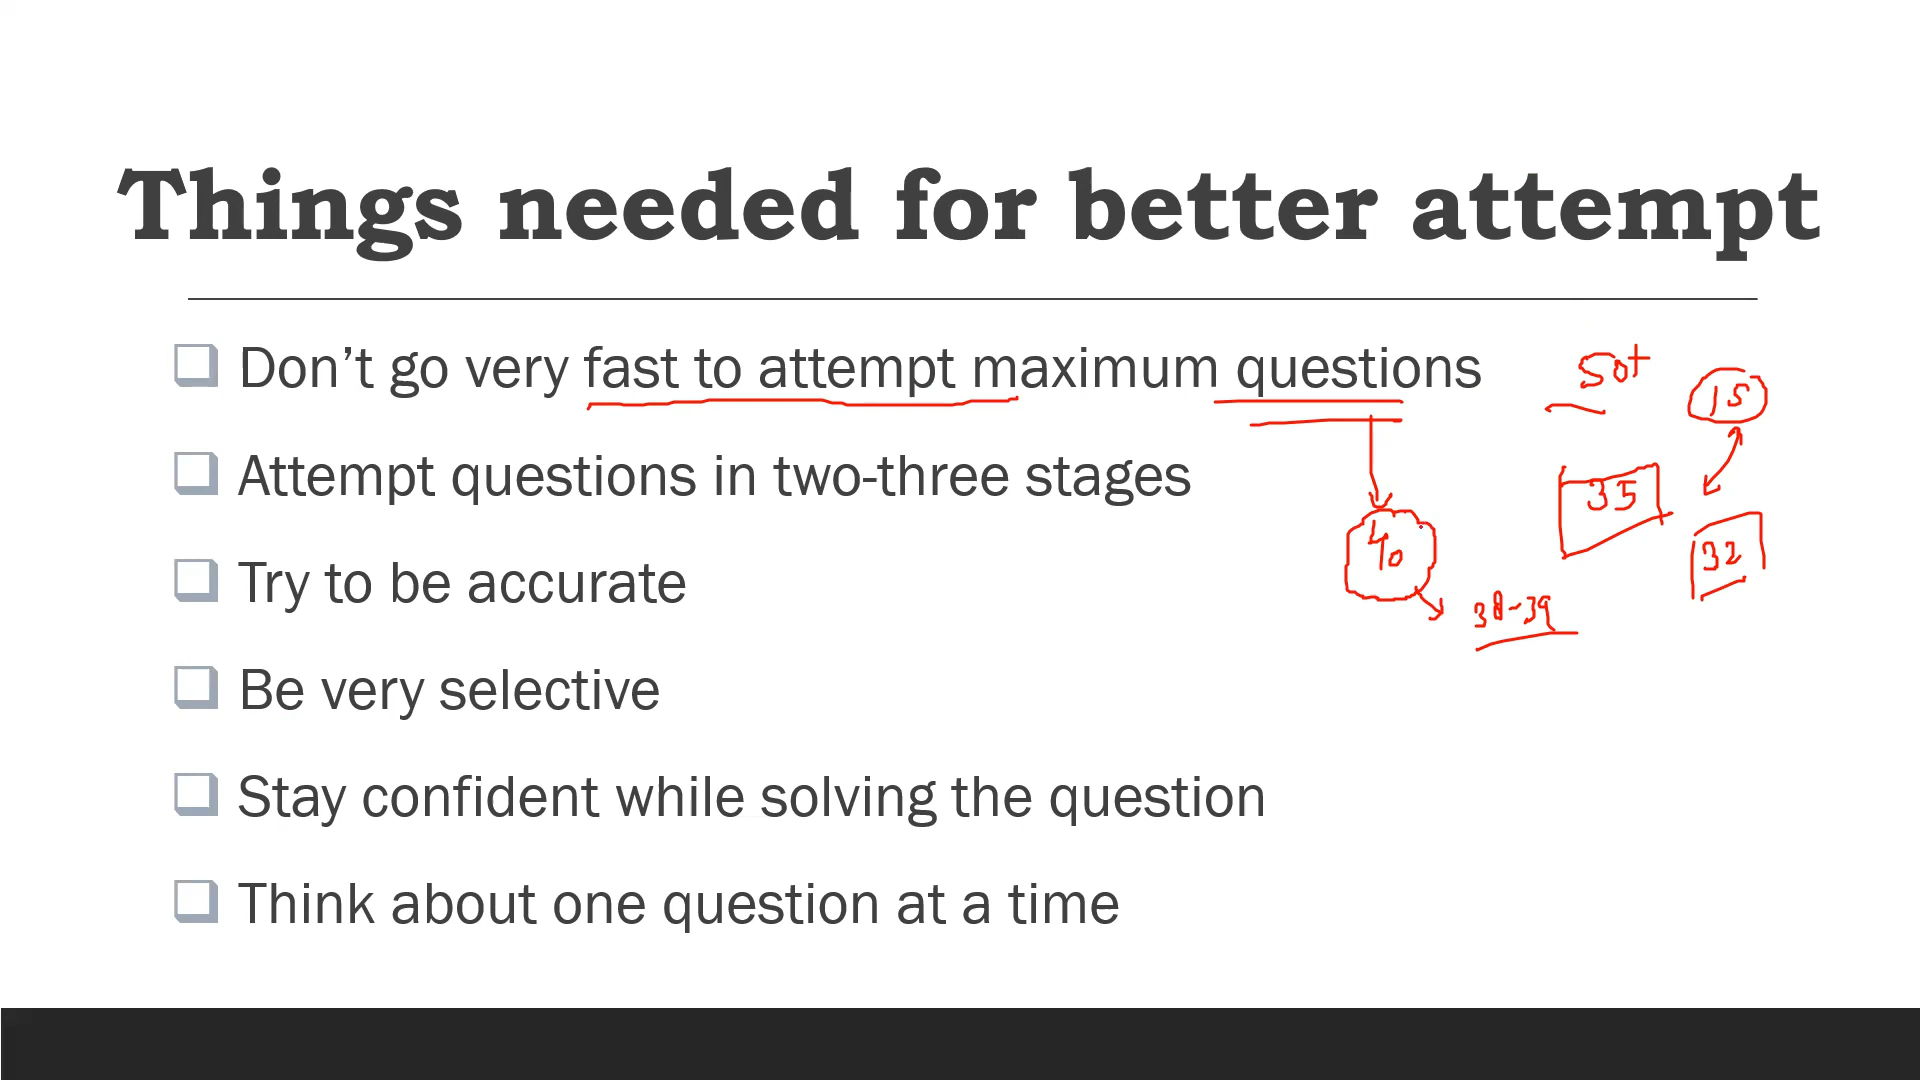 Things needed for better attempt
Don't go very fast to attempt maximum questions
50+
15
Attempt questions in two-three stages
35
40
32
Try to be accurate
38-39
Be very selective
Stay confident while solving the question
Think about one question at a time